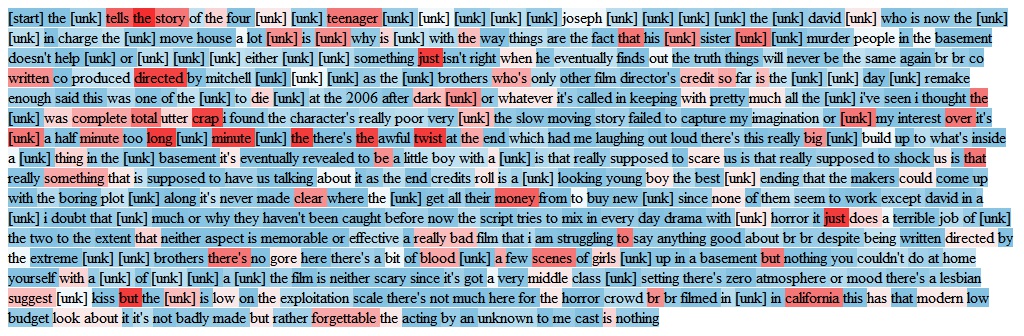 [start] the [unk] tells the story of the four [unk] [unk] teenager [unk] [unk] [unk] [unk] [unk] joseph [unk] [unk] [unk] [unk] the [unk] david [unk] who is now the [unk]
[unk] in charge the [unk] move house a lot [unk] is [unk] why is [unk] with the way things are the fact that his [unk] sister [unk] [unk] murder people in the basement
doesn't help [unk] or [unk] [unk] either [unk] [unk] something just isn't right when he eventually finds out the truth things will never be the same again br br co
written co produced directed by mitchell [unk] [unk] [unk] as the [unk] brothers who's only other film director's credit so far is the [unk] [unk] day [unk] remake
enough said this was one of the [unk] to die [unk] at the 2006 after dark [unk] or whatever it's called in keeping with pretty much all the [unk] i've seen i thought the
[unk] was complete total utter crap i found the character's really poor very [unk] the slow moving story failed to capture my imagination or [unk] my interest over it's
[unk] a half minute too long [unk] minute [unk] the there's the awful twist at the end which had me laughing out loud there's this really big [unk] build up to what's inside
a [unk] thing in the [unk] basement it's eventually revealed to be a little boy with a [unk] is that really supposed to scare us is that really supposed to shock us is that
really something that is supposed to have us talking about it as the end credits roll is a [unk] looking young boy the best [unk] ending that the makers could come up
with the boring plot [unk] along it's never made clear where the [unk] get all their money from to buy new [unk] since none of them seem to work except david in a
[unk] i doubt that [unk] much or why they haven't been caught before now the script tries to mix in every day drama with [unk] horror it just does a terrible job of [unk]
the two to the extent that neither aspect is memorable or effective a really bad film that i am struggling to say anything good about br br despite being written directed by
the extreme [unk] [unk] brothers there's no gore here there's a bit of blood [unk] a few scenes of girls [unk] up in a basement but nothing you couldn't do at home
yourself with a [unk] of [unk] [unk] a [unk] the film is neither scary since it's got a very middle class [unk] setting there's zero atmosphere or mood there's a lesbian
suggest [unk] kiss but the [unk] is low on the exploitation scale there's not much here for the horror crowd br br filmed in [unk] in california this has that modern low
budget look about it it's not badly made but rather forgettable the acting by an unknown to me cast is nothing